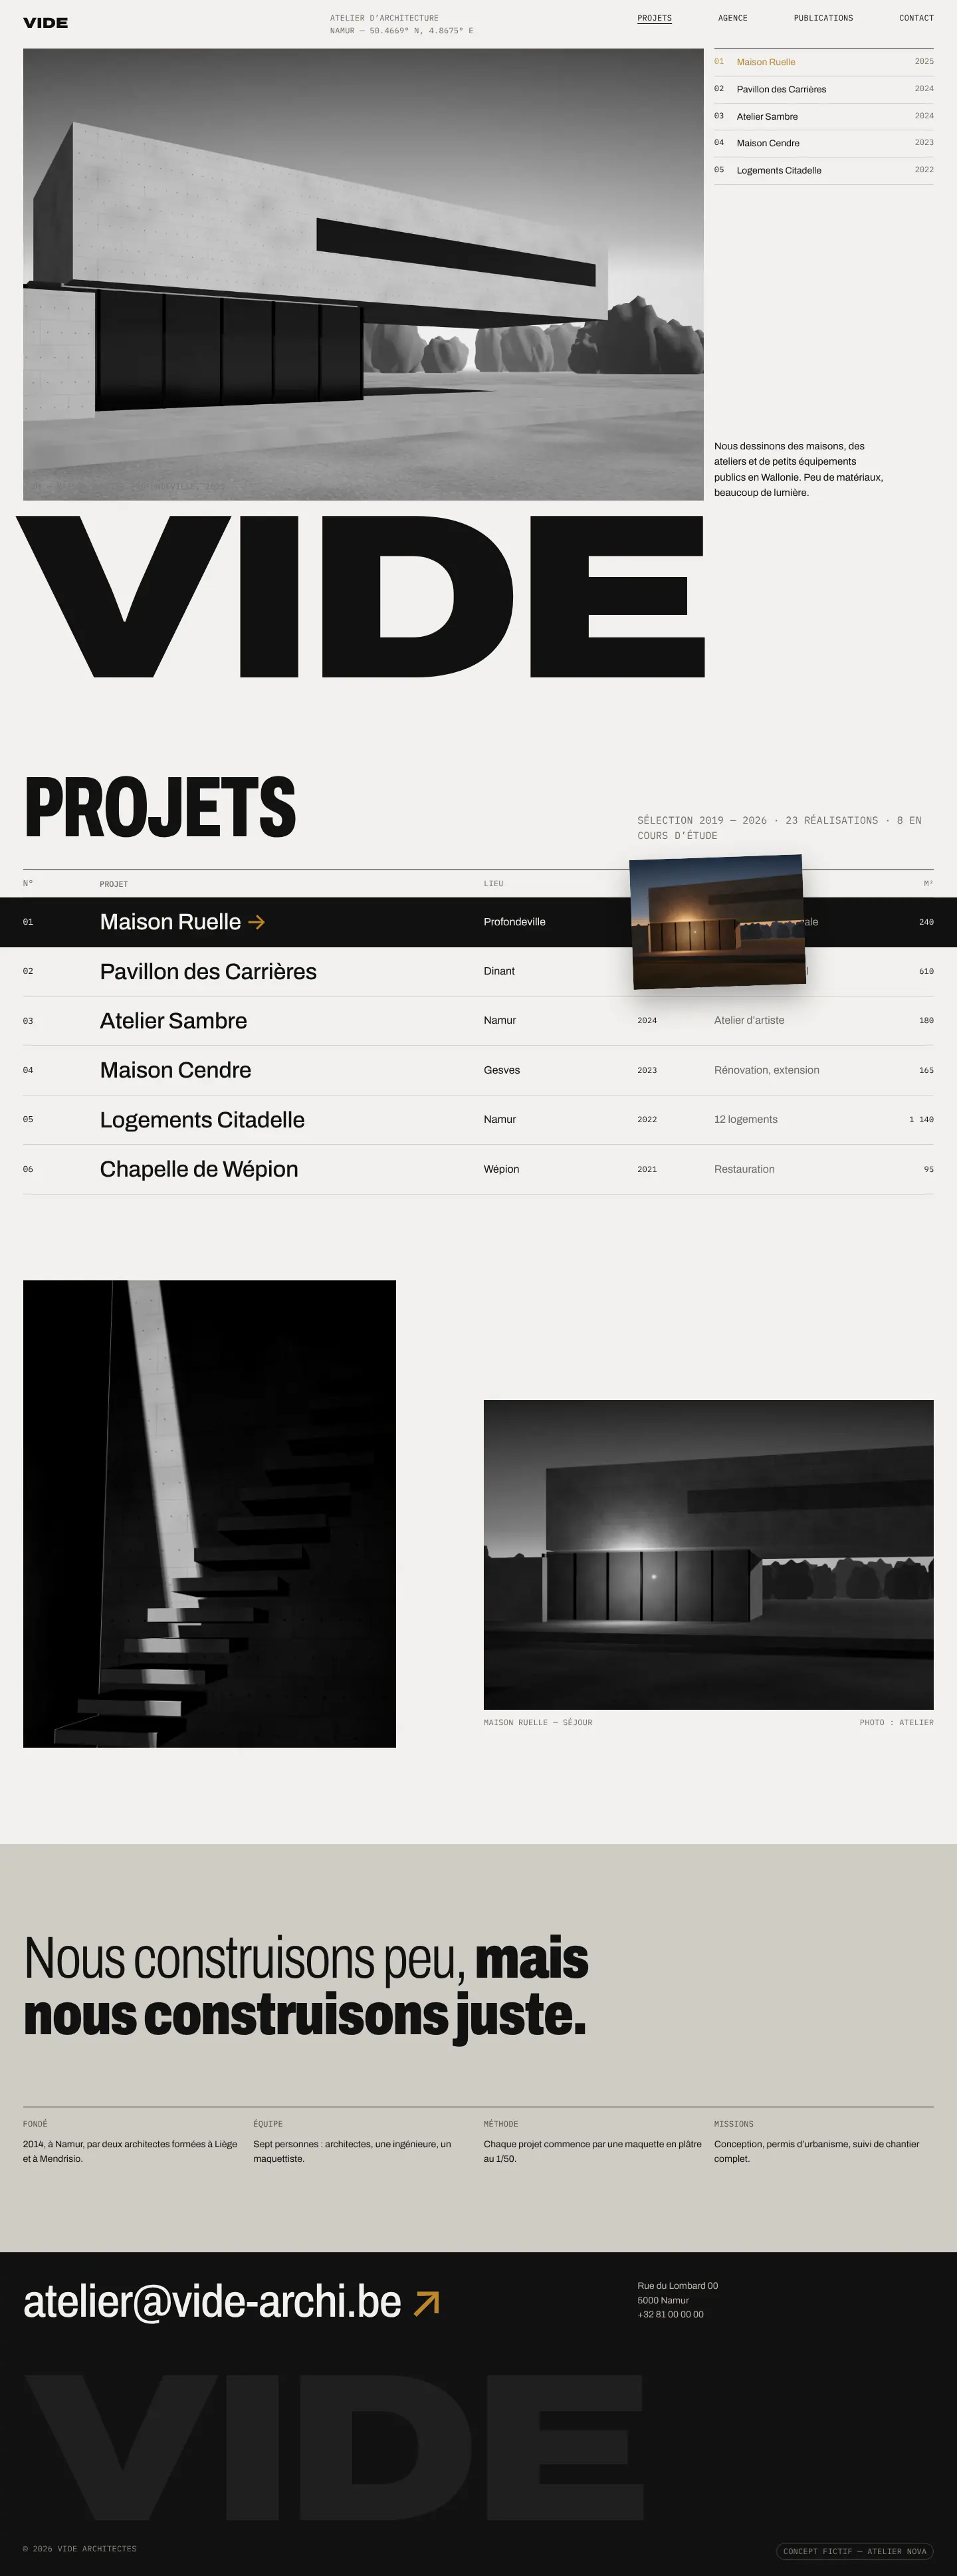 VIDE
ATELIER D’ARCHITECTURE
NAMUR — 50.4669° N, 4.8675° E
PROJETS
AGENCE
PUBLICATIONS
CONTACT
01 Maison Ruelle 2025
02 Pavillon des Carrières 2024
03 Atelier Sambre 2024
04 Maison Cendre 2023
05 Logements Citadelle 2022
Nous dessinons des maisons, des
ateliers et de petits équipements
publics en Wallonie. Peu de matériaux,
beaucoup de lumière.
VIDE
PROJETS
SÉLECTION 2019 — 2026 · 23 RÉALISATIONS · 8 EN
COURS D’ÉTUDE
N° PROJET LIEU M²
01 Maison Ruelle → Profondeville 240
02 Pavillon des Carrières Dinant 610
03 Atelier Sambre Namur 2024 Atelier d’artiste 180
04 Maison Cendre Gesves 2023 Rénovation, extension 165
05 Logements Citadelle Namur 2022 12 logements 1 140
06 Chapelle de Wépion Wépion 2021 Restauration 95
MAISON RUELLE — SÉJOUR
PHOTO : ATELIER
Nous construisons peu, mais
nous construisons juste.
FONDÉ
2014, à Namur, par deux architectes formées à Liège
et à Mendrisio.
ÉQUIPE
Sept personnes : architectes, une ingénieure, un
maquettiste.
MÉTHODE
Chaque projet commence par une maquette en plâtre
au 1/50.
MISSIONS
Conception, permis d’urbanisme, suivi de chantier
complet.
atelier@vide-archi.be ↗
Rue du Lombard 00
5000 Namur
+32 81 00 00 00
VIDE
© 2026 VIDE ARCHITECTES
CONCEPT FICTIF — ATELIER NOVA